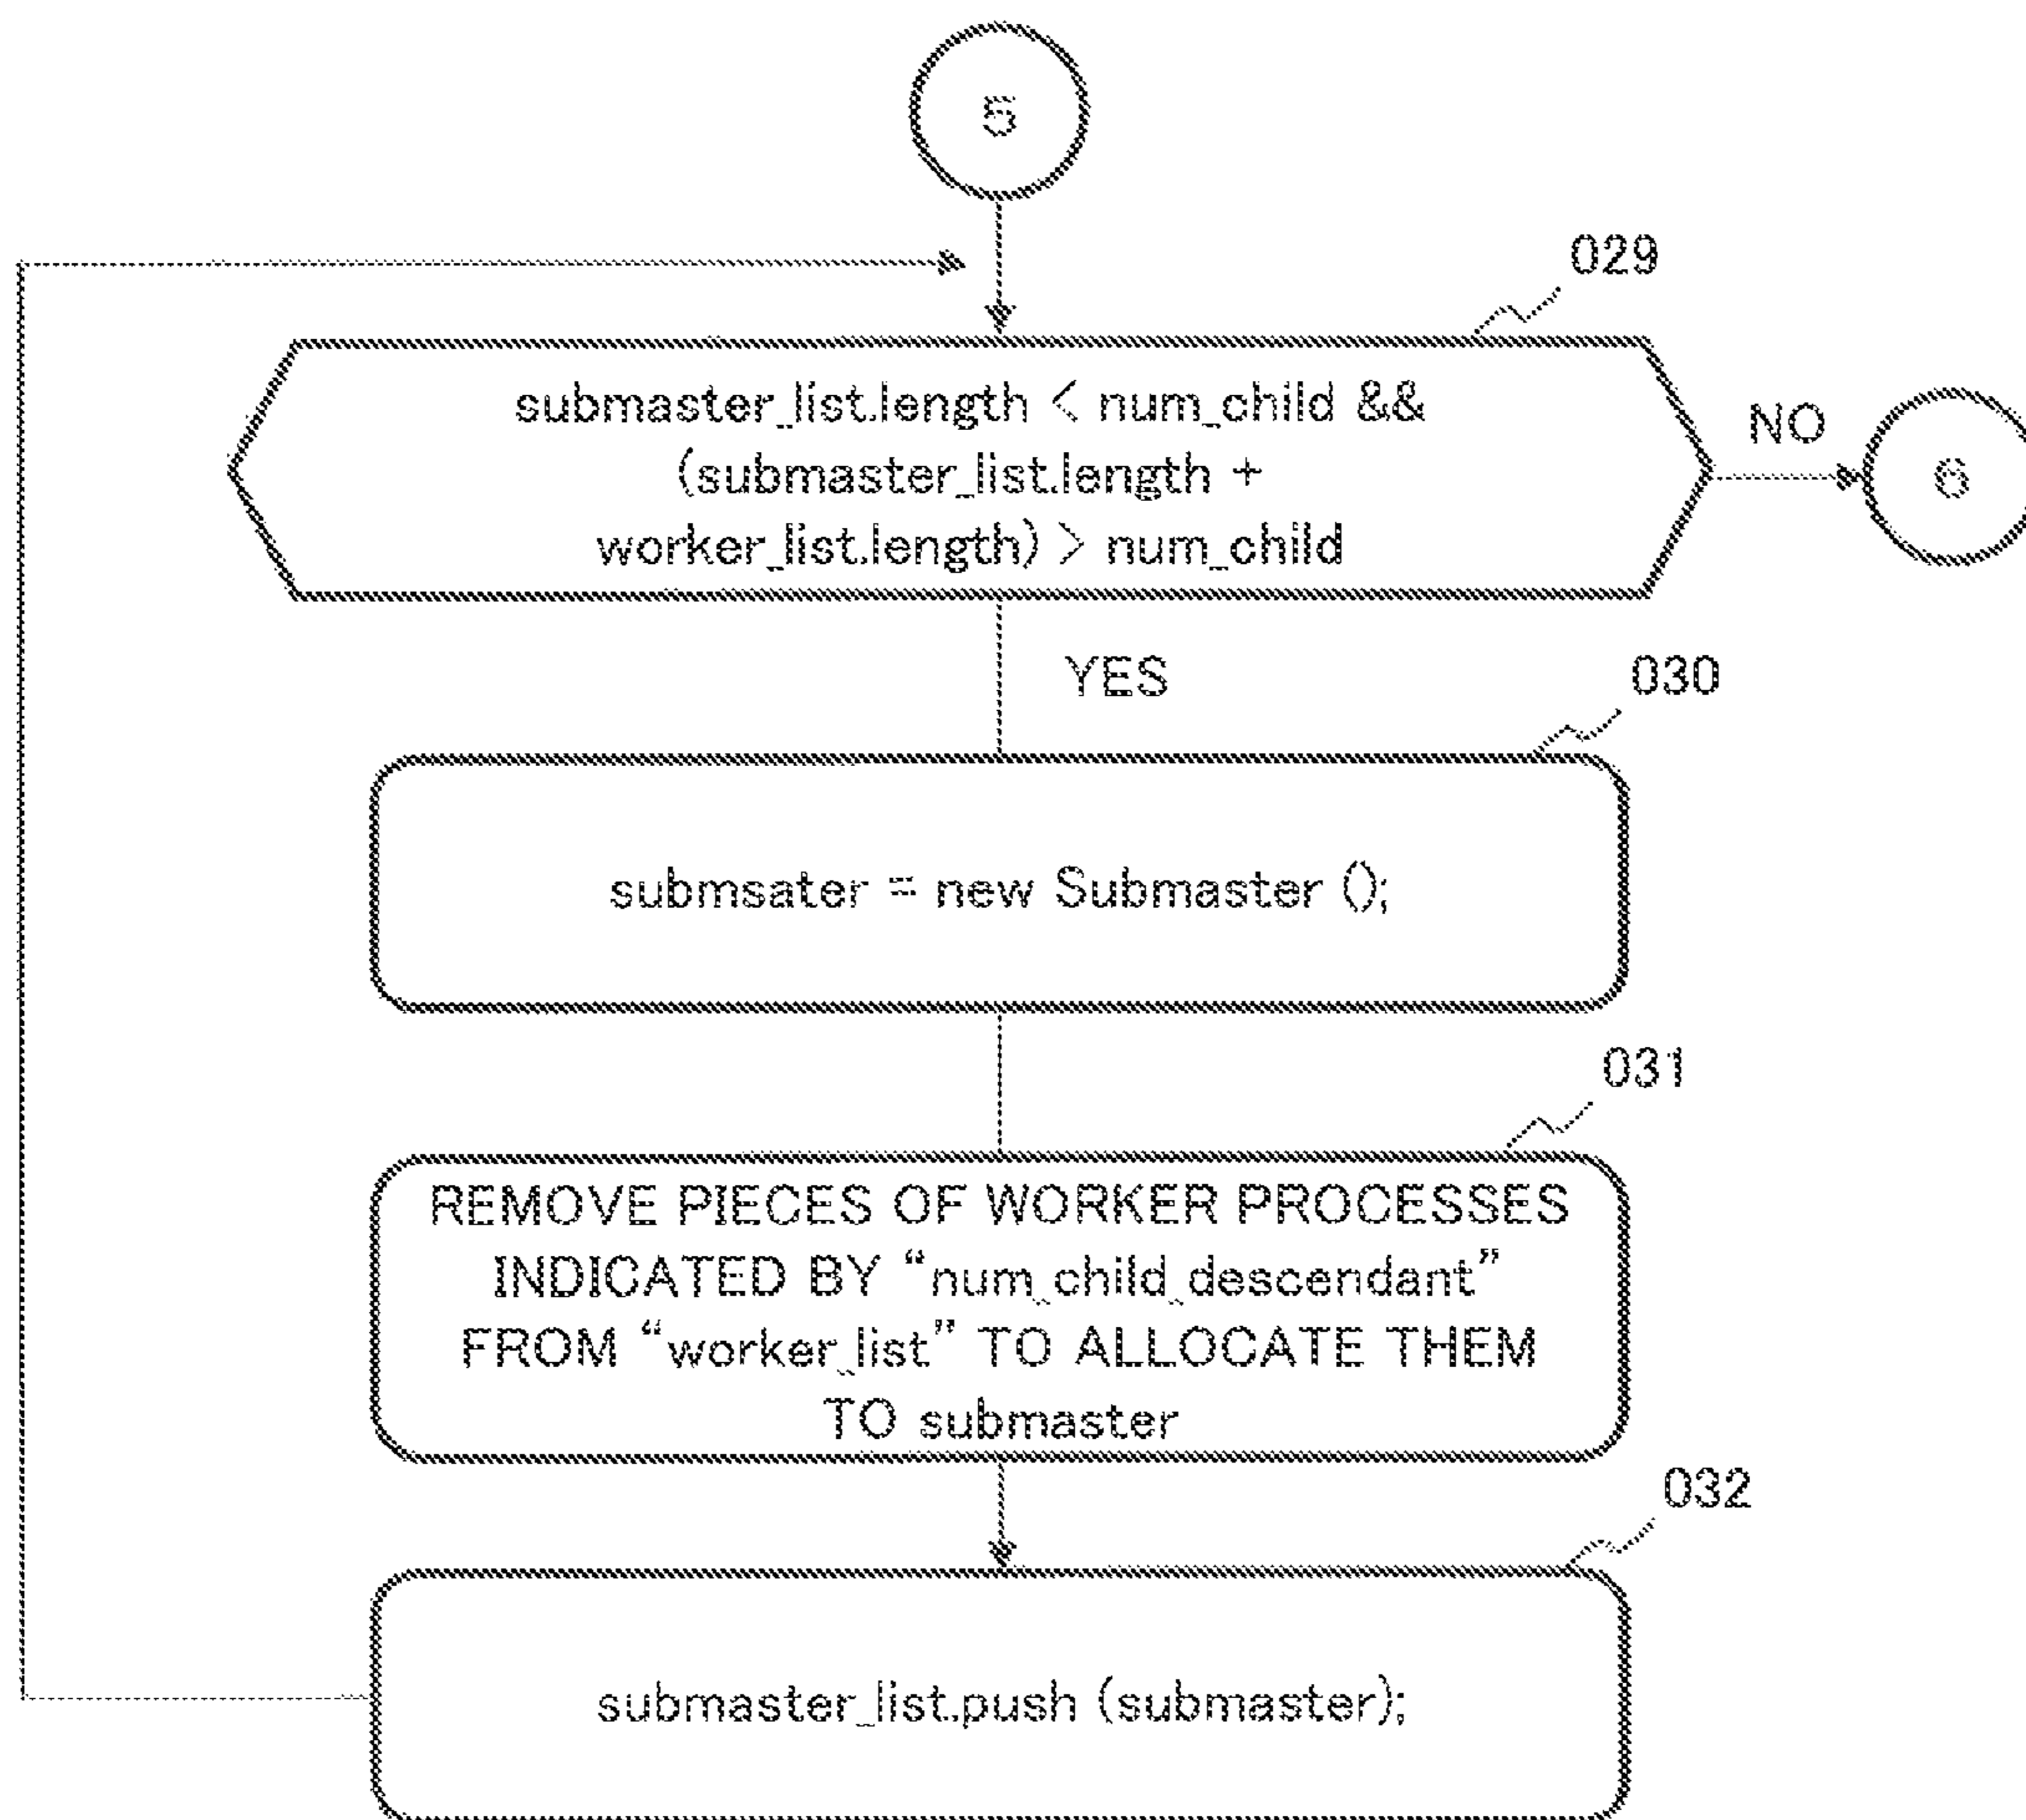 5
029
submaster_list.length < num_child &&
(submaster_list.length +
worker_list.length) > num_child
NO
6
YES
030
submsater = new Submaster ();
031
REMOVE PIECES OF WORKER PROCESSES
INDICATED BY “num_child_descendant”
FROM “worker_list” TO ALLOCATE THEM
TO submaster
032
submaster_list.push (submaster);